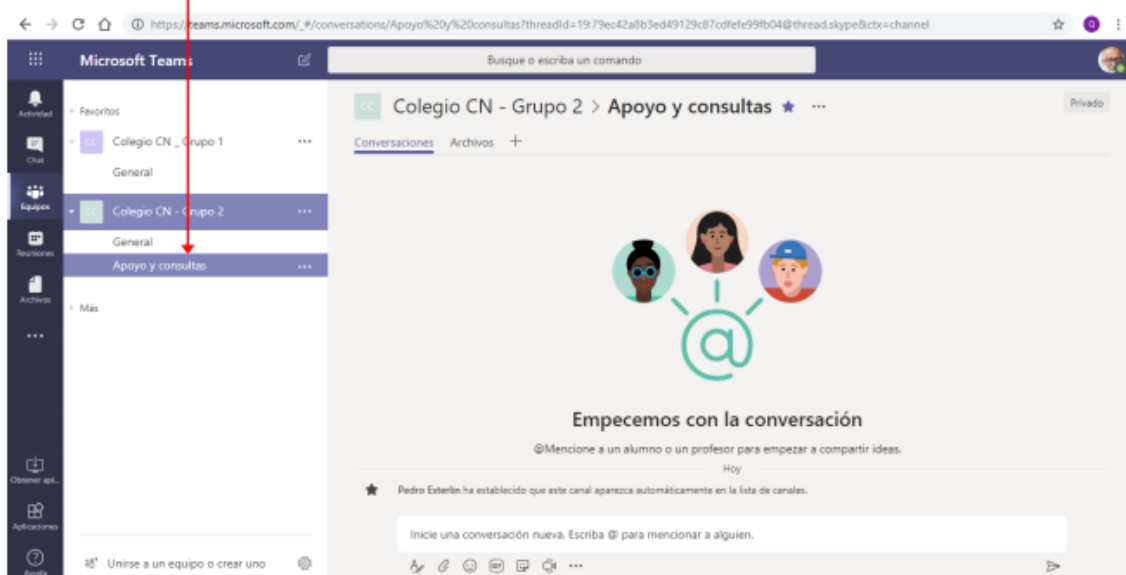 https://teams.microsoft.com/_#/conversations/Apoyo%20y%20consultas?threadId=19:79ec42a8b3ed49129c87cdfefe99fb04@thread.skype&ctx=channel
Microsoft Teams
Busque o escriba un comando
Actividad
Chat
Equipos
Reuniones
Archivos
Obtener apl...
Aplicaciones
Ayuda
Favoritos
CC Colegio CN _ Grupo 1
General
CC Colegio CN - Grupo 2
General
Apoyo y consultas
Más
Unirse a un equipo o crear uno
CC Colegio CN - Grupo 2 > Apoyo y consultas
Privado
Conversaciones Archivos
Empecemos con la conversación
@Mencione a un alumno o un profesor para empezar a compartir ideas.
Hoy
Pedro Esterlin ha establecido que este canal aparezca automáticamente en la lista de canales.
Inicie una conversación nueva. Escriba @ para mencionar a alguien.